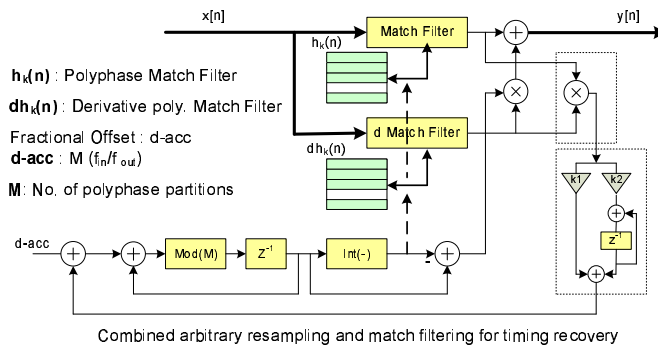 x[n]
y[n]
Match Filter
h_k(n)
h_k(n) : Polyphase Match Filter
dh_k(n) : Derivative poly. Match Filter
d Match Filter
Fractional Offset : d-acc
dh_k(n)
d-acc : M (f_in/f_out)
M: No. of polyphase partitions
k1
k2
z^-1
d-acc
Mod(M)
Z^-1
Int(-)
-
Combined arbitrary resampling and match filtering for timing recovery